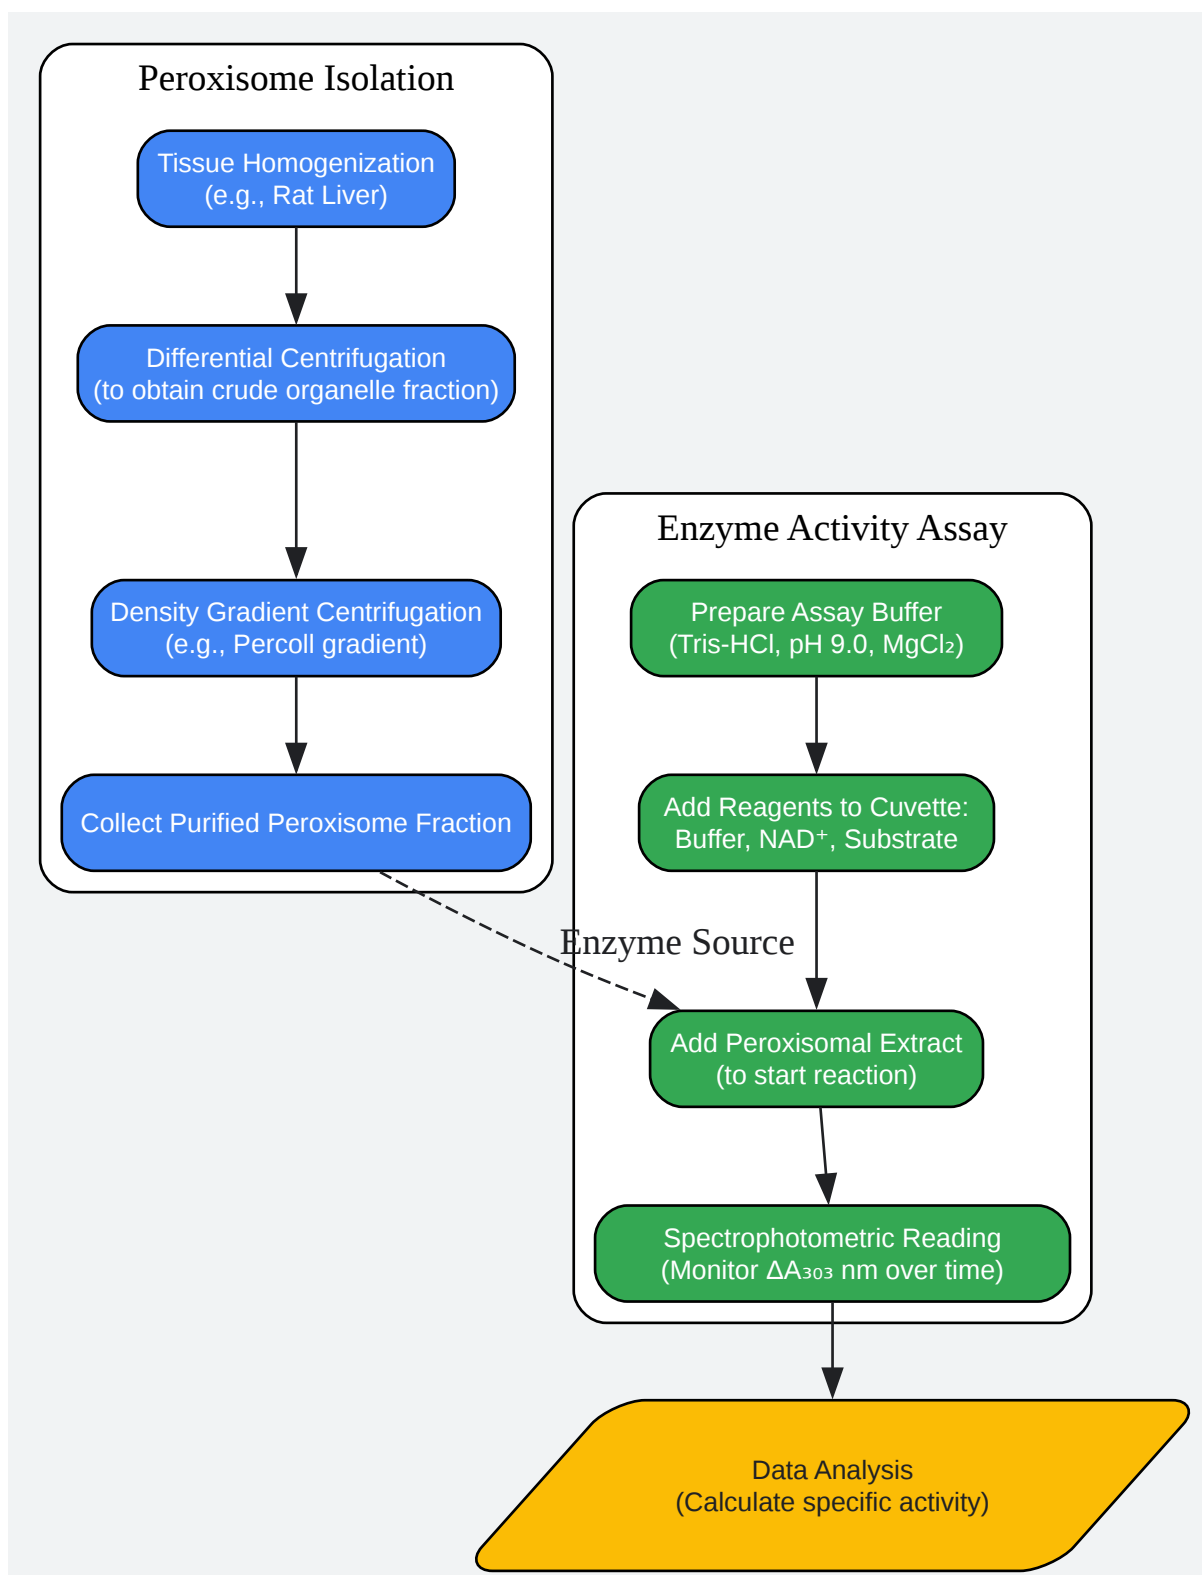 Peroxisome Isolation
Tissue Homogenization
(e.g., Rat Liver)
Differential Centrifugation
(to obtain crude organelle fraction)
Density Gradient Centrifugation
(e.g., Percoll gradient)
Collect Purified Peroxisome Fraction
Enzyme Activity Assay
Prepare Assay Buffer
(Tris-HCl, pH 9.0, MgCl₂)
Add Reagents to Cuvette:
Buffer, NAD⁺, Substrate
Enzyme Source
Add Peroxisomal Extract
(to start reaction)
Spectrophotometric Reading
(Monitor ΔA₃₀₃ nm over time)
Data Analysis
(Calculate specific activity)